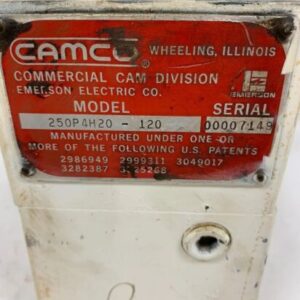 CAMCO ® WHEELING, ILLINOIS
COMMERCIAL CAM DIVISION
EMERSON ELECTRIC CO. EMERSON
MODEL SERIAL
250P4H20 - 120 00007149
MANUFACTURED UNDER ONE OR
MORE OF THE FOLLOWING U.S. PATENTS
2986949 2999311 3049017
3282387